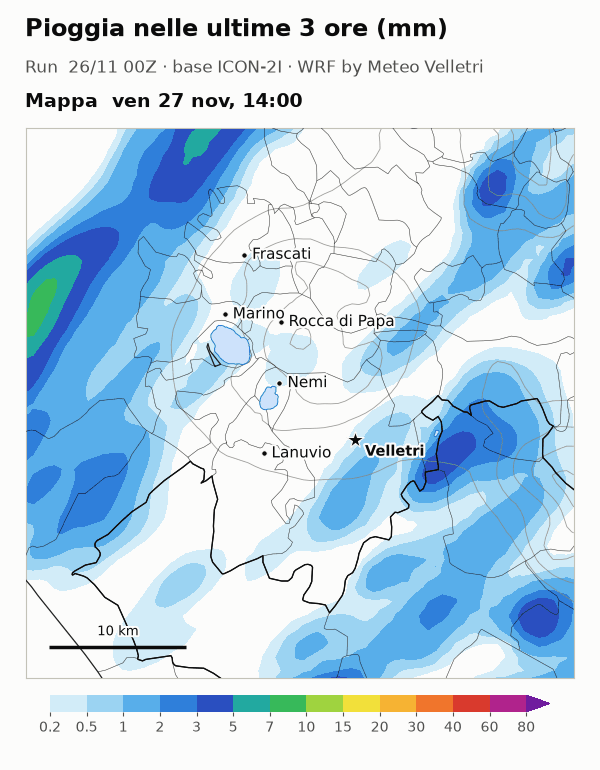 Pioggia nelle ultime 3 ore (mm)
Run  26/11 00Z · base ICON-2I · WRF by Meteo Velletri
Mappa  ven 27 nov, 14:00
Frascati
Marino
Rocca di Papa
Nemi
Velletri
Lanuvio
10 km
0.2 0.5 1 2 3 5 7 10 15 20 30 40 60 80